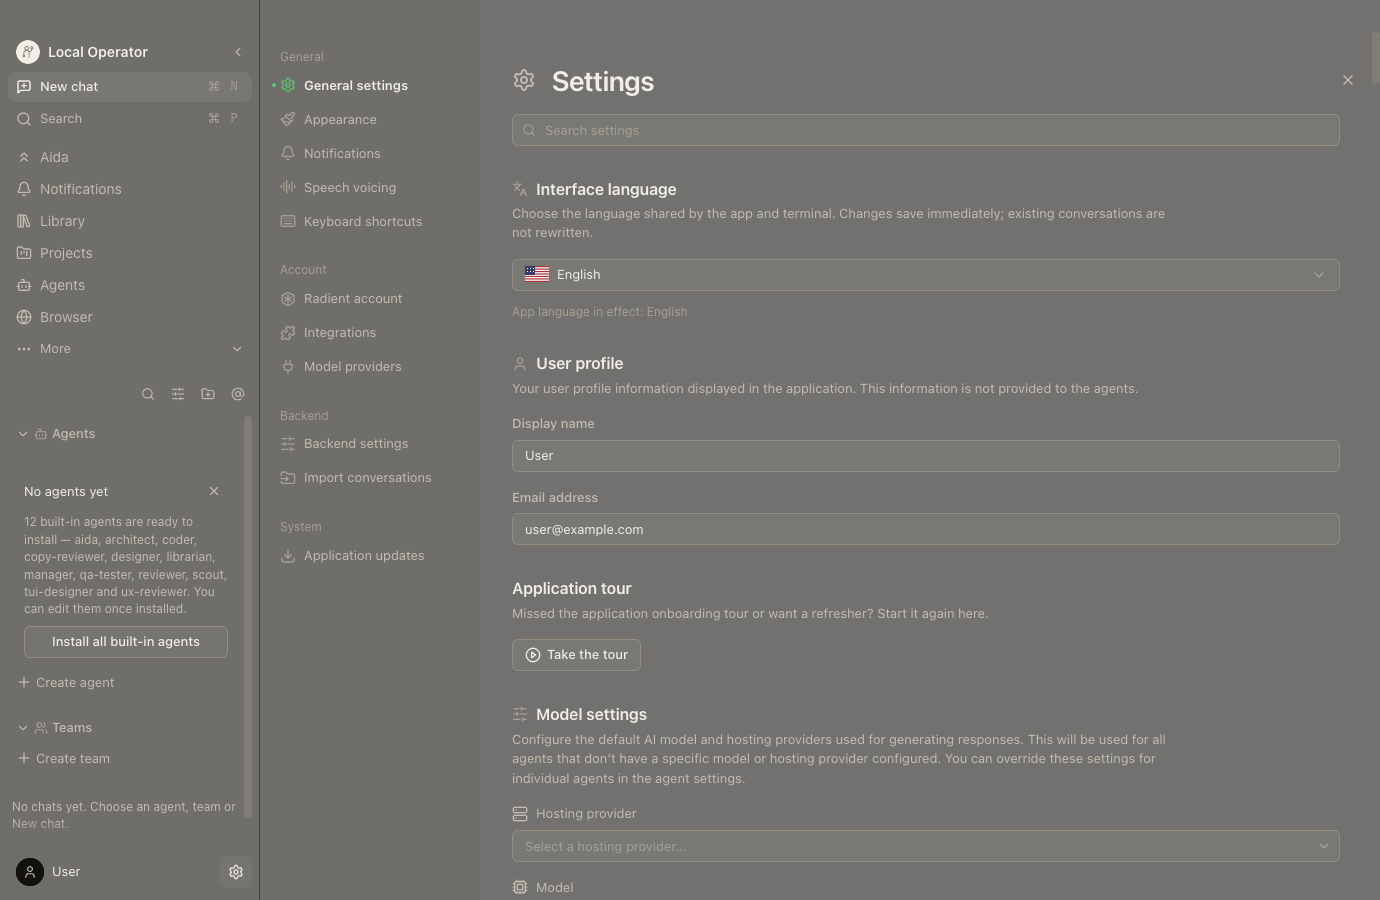 Local Operator
New chat
⌘ N
Search
⌘ P
Aida
Notifications
Library
Projects
Agents
Browser
More
Agents
No agents yet
12 built-in agents are ready to
install — aida, architect, coder,
copy-reviewer, designer, librarian,
manager, qa-tester, reviewer, scout,
tui-designer and ux-reviewer. You
can edit them once installed.
Install all built-in agents
Create agent
Teams
Create team
No chats yet. Choose an agent, team or
New chat.
User
General
General settings
Appearance
Notifications
Speech voicing
Keyboard shortcuts
Account
Radient account
Integrations
Model providers
Backend
Backend settings
Import conversations
System
Application updates
Settings
Search settings
Interface language
Choose the language shared by the app and terminal. Changes save immediately; existing conversations are
not rewritten.
English
App language in effect: English
User profile
Your user profile information displayed in the application. This information is not provided to the agents.
Display name
User
Email address
user@example.com
Application tour
Missed the application onboarding tour or want a refresher? Start it again here.
Take the tour
Model settings
Configure the default AI model and hosting providers used for generating responses. This will be used for all
agents that don't have a specific model or hosting provider configured. You can override these settings for
individual agents in the agent settings.
Hosting provider
Select a hosting provider...
Model